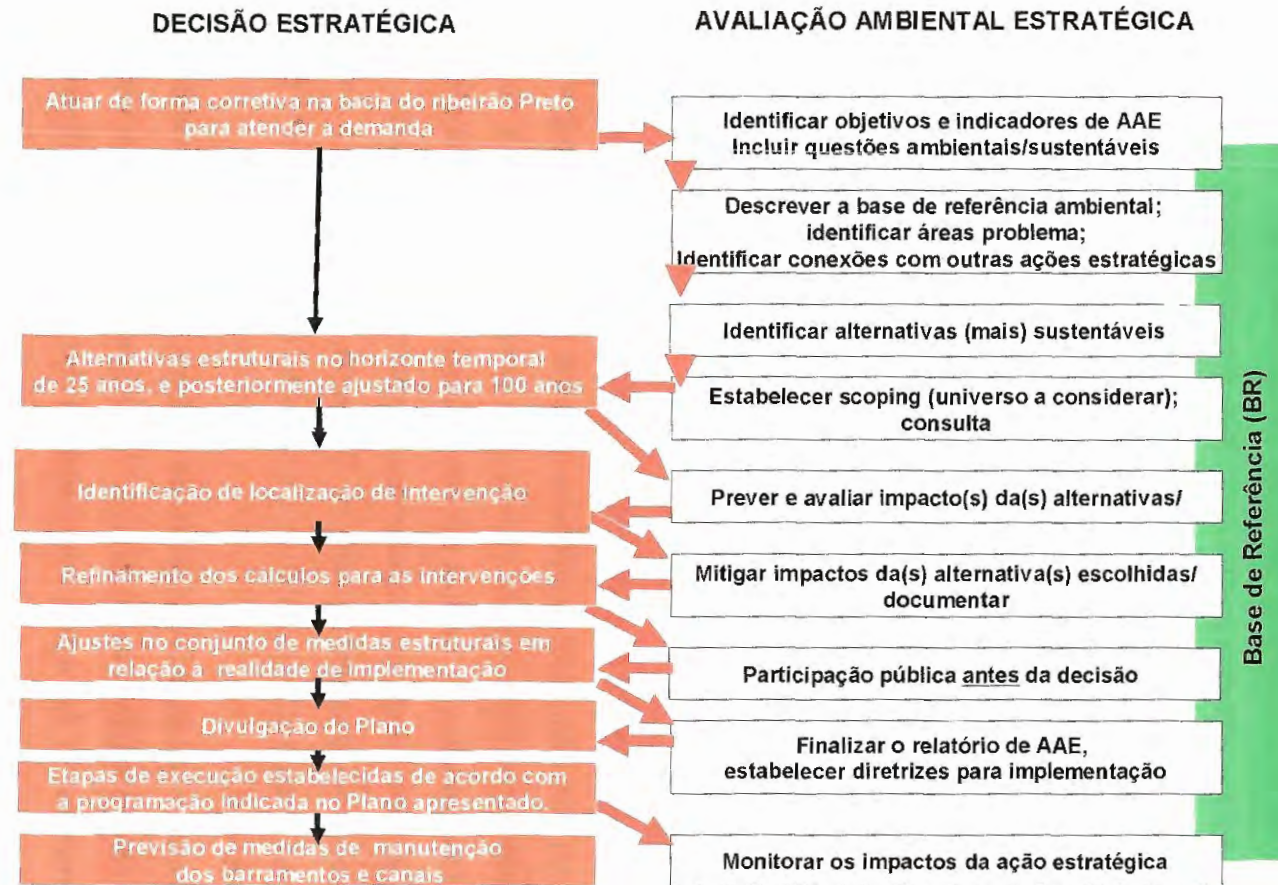 DECISÃO ESTRATÉGICA
Atuar de forma corretiva na bacia do ribeirão Preto
para atender a demanda
Alternativas estruturais no horizonte temporal
de 25 anos, e posteriormente ajustado para 100 anos
Identificação de localização de intervenção
Refinamento dos cálculos para as intervenções
Ajustes no conjunto de medidas estruturais em
relação à realidade de implementação
Divulgação do Plano
Etapas de execução estabelecidas de acordo com
a programação indicada no Plano apresentado.
Previsão de medidas de manutenção
dos barramentos e canais
AVALIAÇÃO AMBIENTAL ESTRATÉGICA
Identificar objetivos e indicadores de AAE
Incluir questões ambientais/sustentáveis
Descrever a base de referência ambiental;
identificar áreas problema;
Identificar conexões com outras ações estratégicas
Identificar alternativas (mais) sustentáveis
Estabelecer scoping (universo a considerar);
consulta
Prever e avaliar impacto(s) da(s) alternativas/
Mitigar impactos da(s) alternativa(s) escolhidas/
documentar
Participação pública antes da decisão
Finalizar o relatório de AAE,
estabelecer diretrizes para implementação
Monitorar os impactos da ação estratégica
Base de Referência (BR)